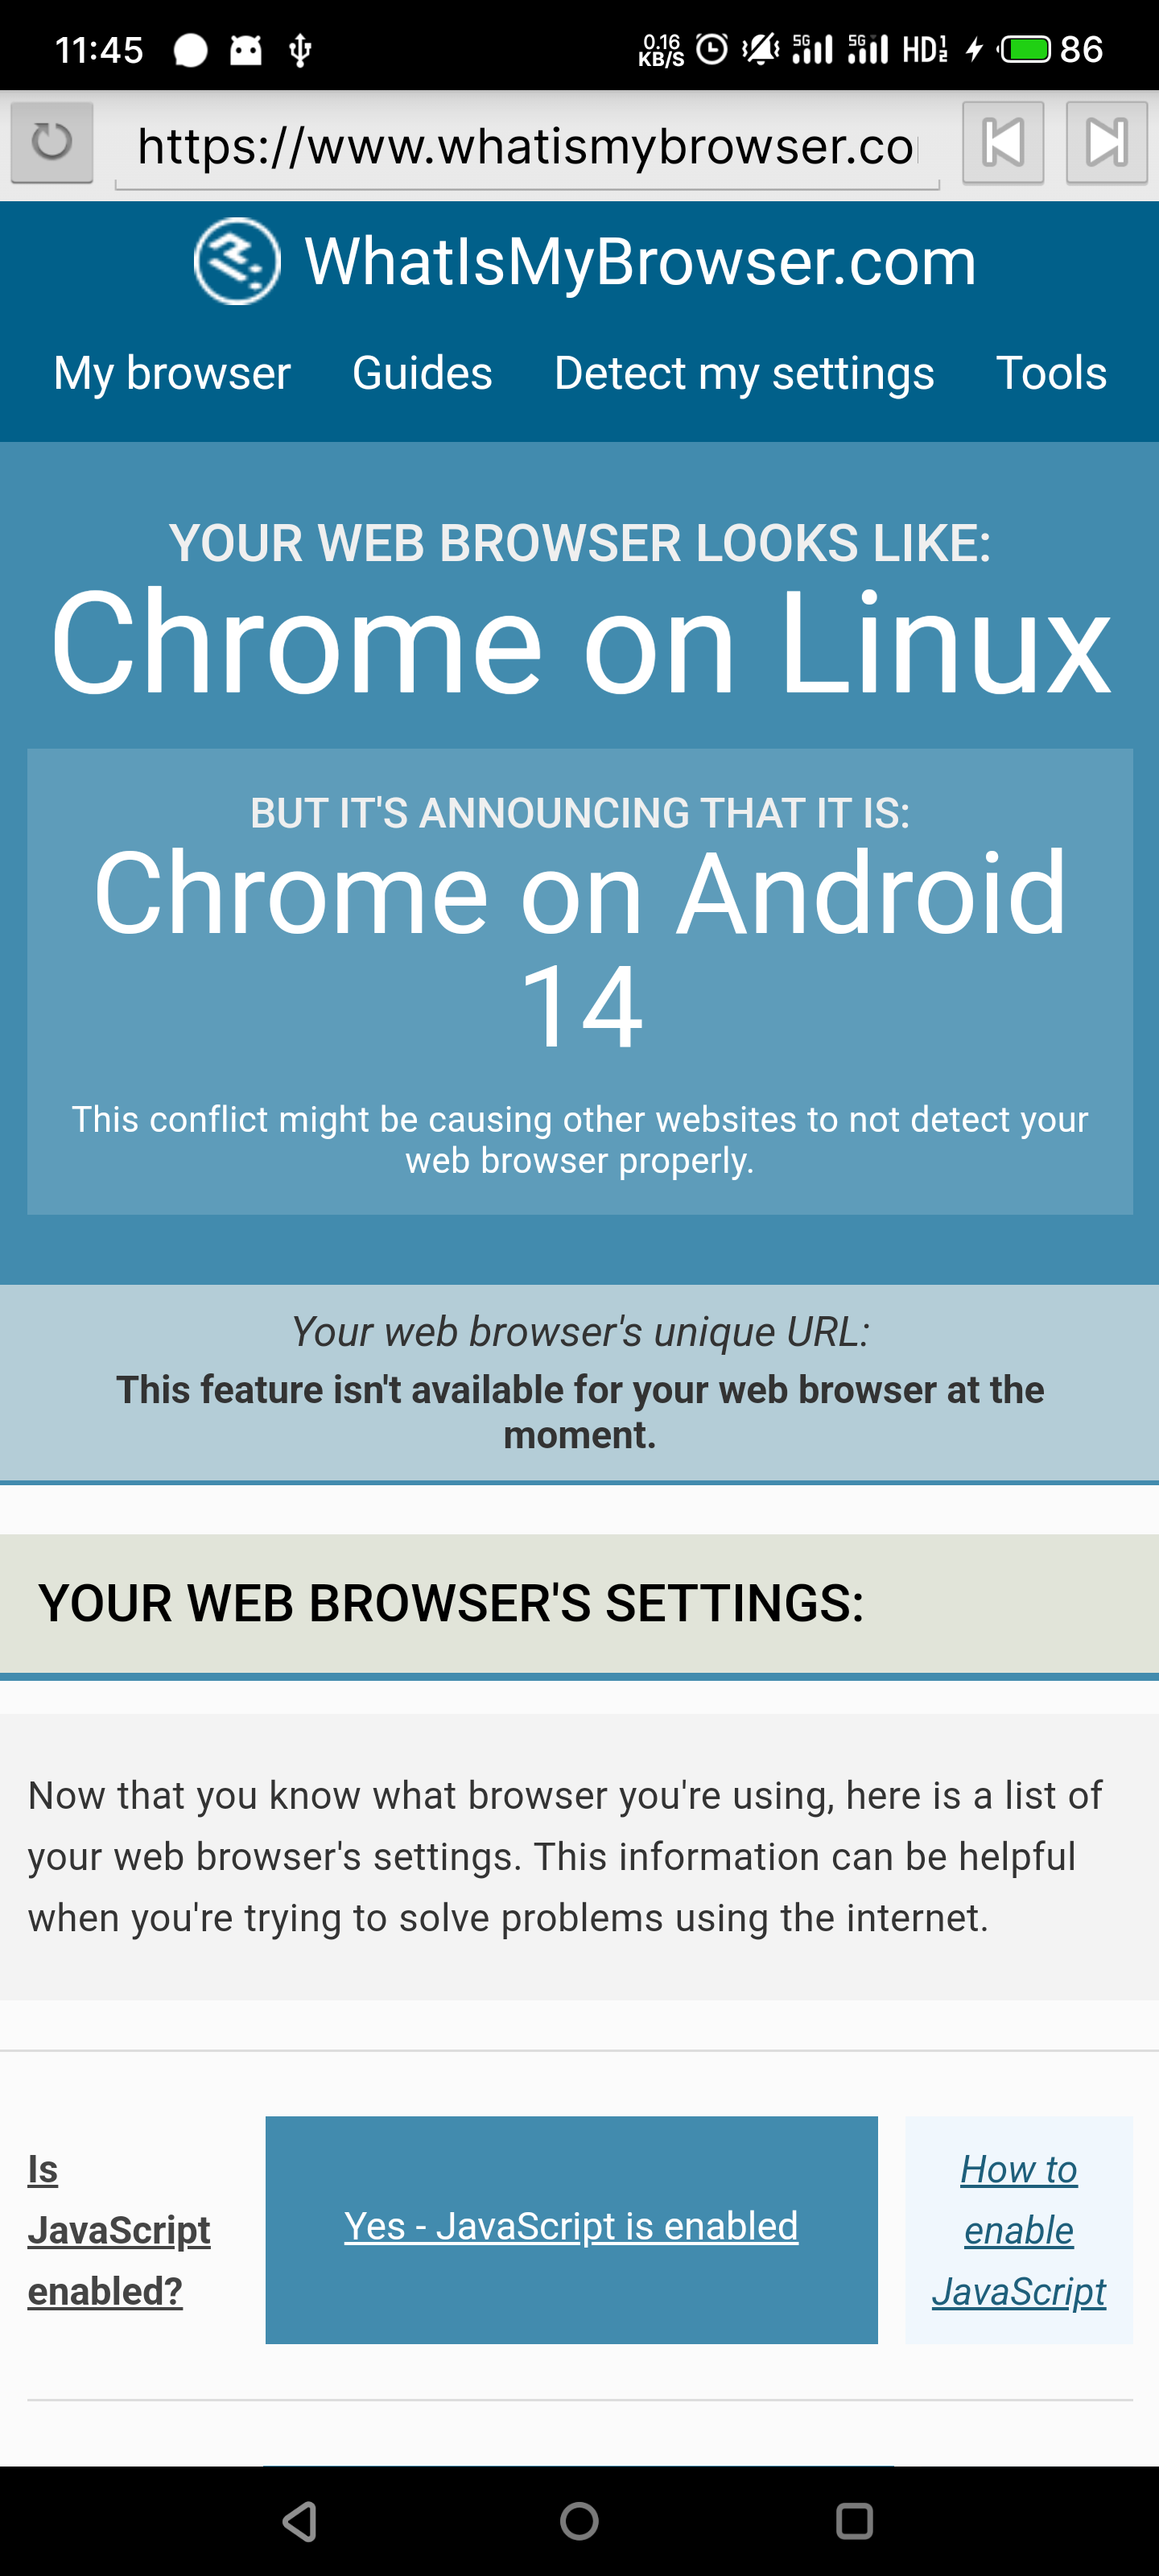 11:45 0.16 KB/S 5G 5G HD 1 2 86
https://www.whatismybrowser.co
WhatIsMyBrowser.com
My browser Guides Detect my settings Tools
YOUR WEB BROWSER LOOKS LIKE:
Chrome on Linux
BUT IT'S ANNOUNCING THAT IT IS:
Chrome on Android
14
This conflict might be causing other websites to not detect your
web browser properly.
Your web browser's unique URL:
This feature isn't available for your web browser at the
moment.
YOUR WEB BROWSER'S SETTINGS:
Now that you know what browser you're using, here is a list of
your web browser's settings. This information can be helpful
when you're trying to solve problems using the internet.
Is
JavaScript
enabled?
Yes - JavaScript is enabled
How to
enable
JavaScript